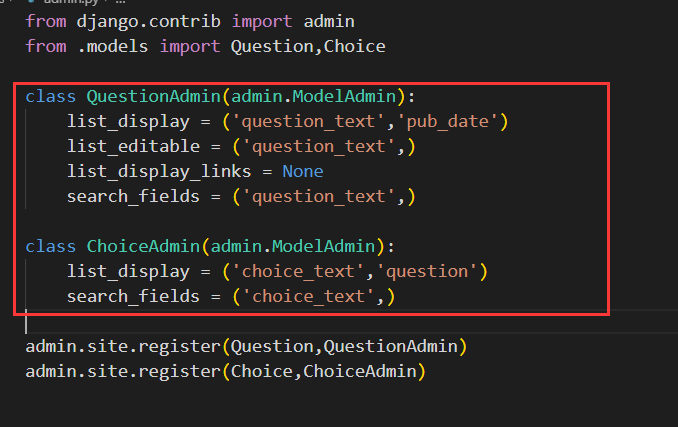 admin.py > ...
from django.contrib import admin
from .models import Question,Choice
class QuestionAdmin(admin.ModelAdmin):
list_display = ('question_text','pub_date')
list_editable = ('question_text',)
list_display_links = None
search_fields = ('question_text',)
class ChoiceAdmin(admin.ModelAdmin):
list_display = ('choice_text','question')
search_fields = ('choice_text',)
admin.site.register(Question,QuestionAdmin)
admin.site.register(Choice,ChoiceAdmin)